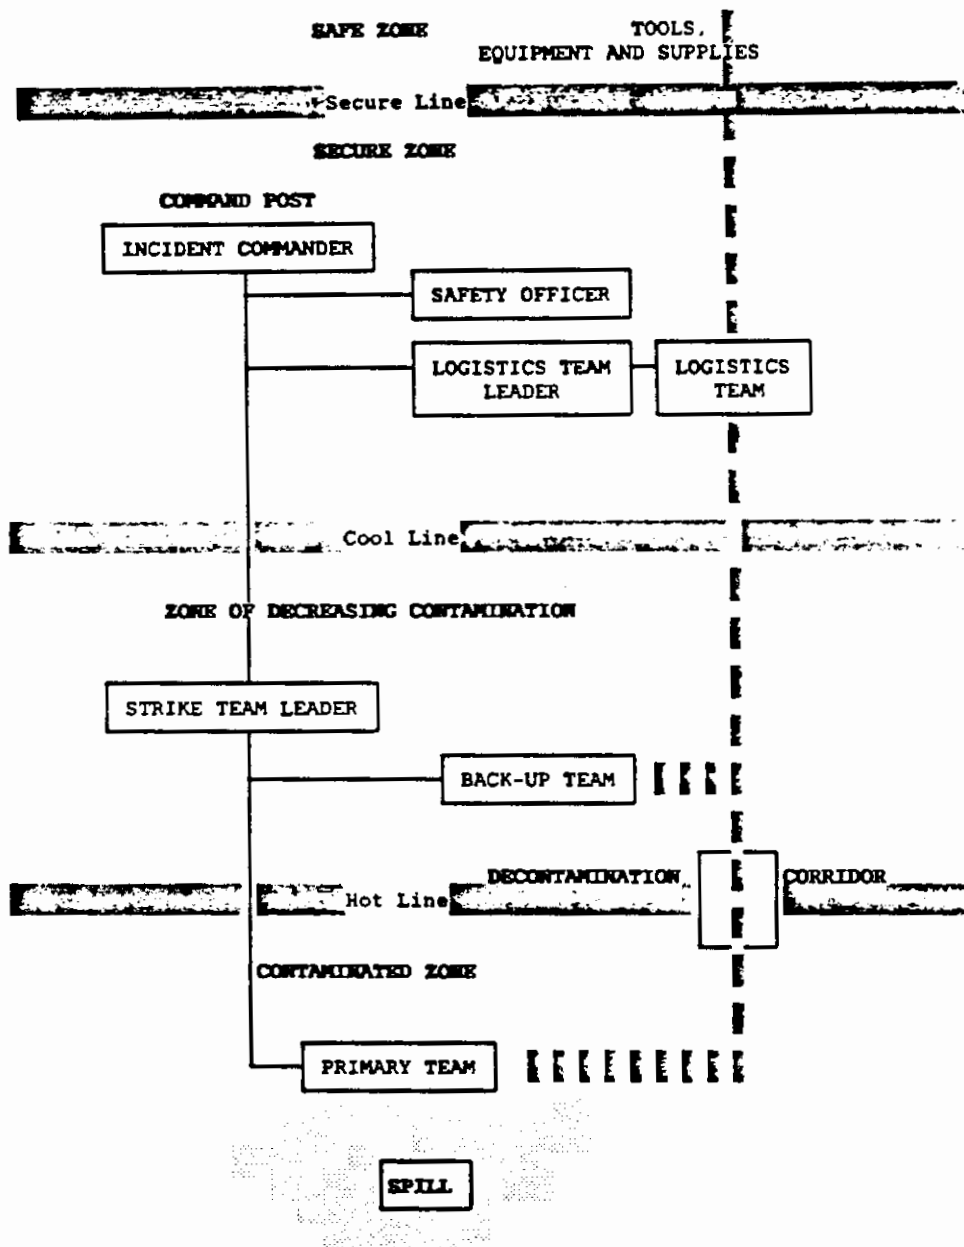 SAFE ZONE
TOOLS,
EQUIPMENT AND SUPPLIES
Secure Line
SECURE ZONE
COMMAND POST
INCIDENT COMMANDER
SAFETY OFFICER
LOGISTICS TEAM
LEADER
LOGISTICS
TEAM
Cool Line
ZONE OF DECREASING CONTAMINATION
STRIKE TEAM LEADER
BACK-UP TEAM
DECONTAMINATION CORRIDOR
Hot Line
CONTAMINATED ZONE
PRIMARY TEAM
SPILL